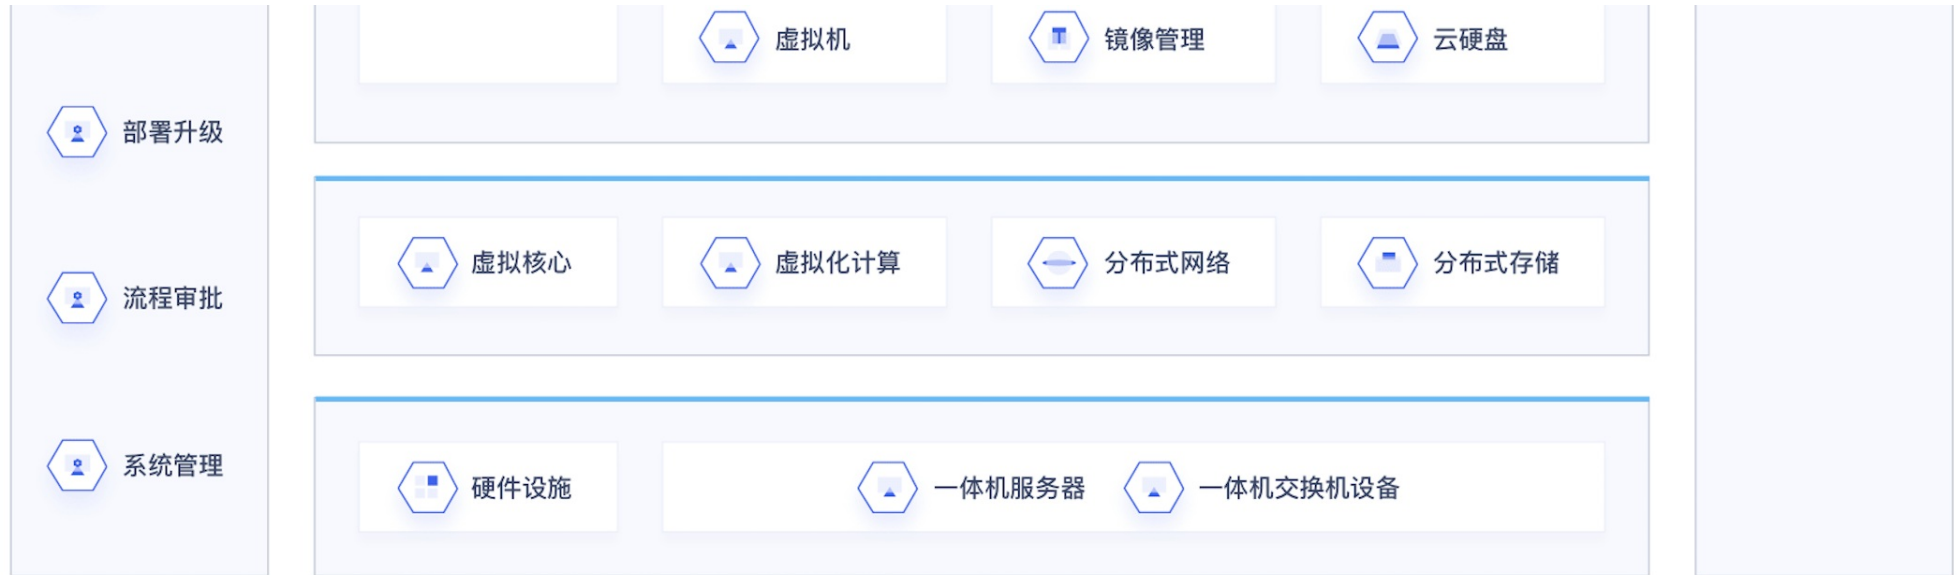 部署升级
流程审批
系统管理
虚拟机
镜像管理
云硬盘
虚拟核心
虚拟化计算
分布式网络
分布式存储
硬件设施
一体机服务器
一体机交换机设备